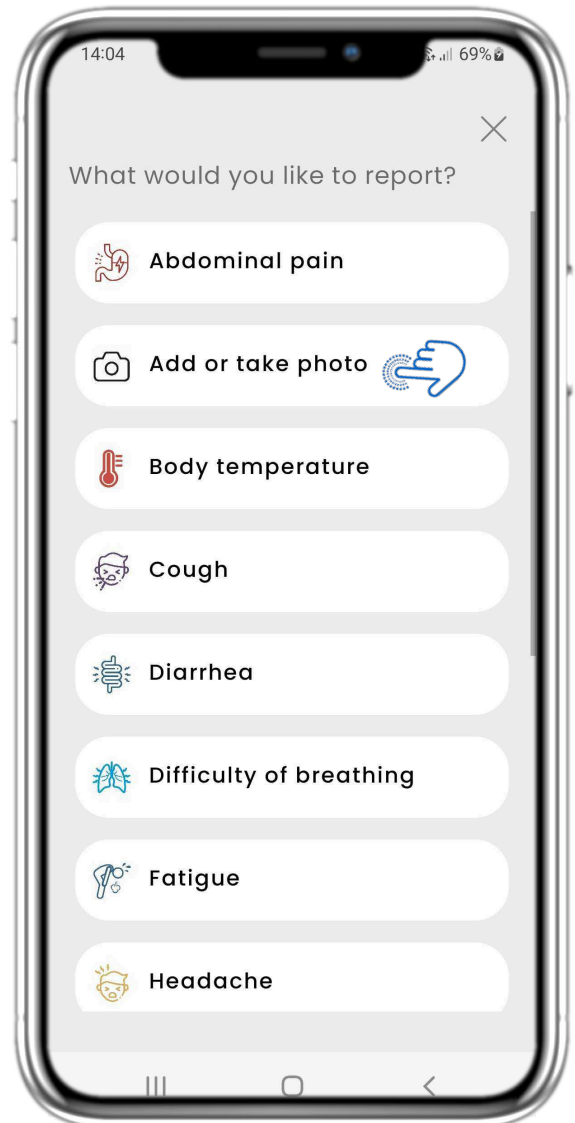 14:04
69%
What would you like to report?
Abdominal pain
Add or take photo
Body temperature
Cough
Diarrhea
Difficulty of breathing
Fatigue
Headache